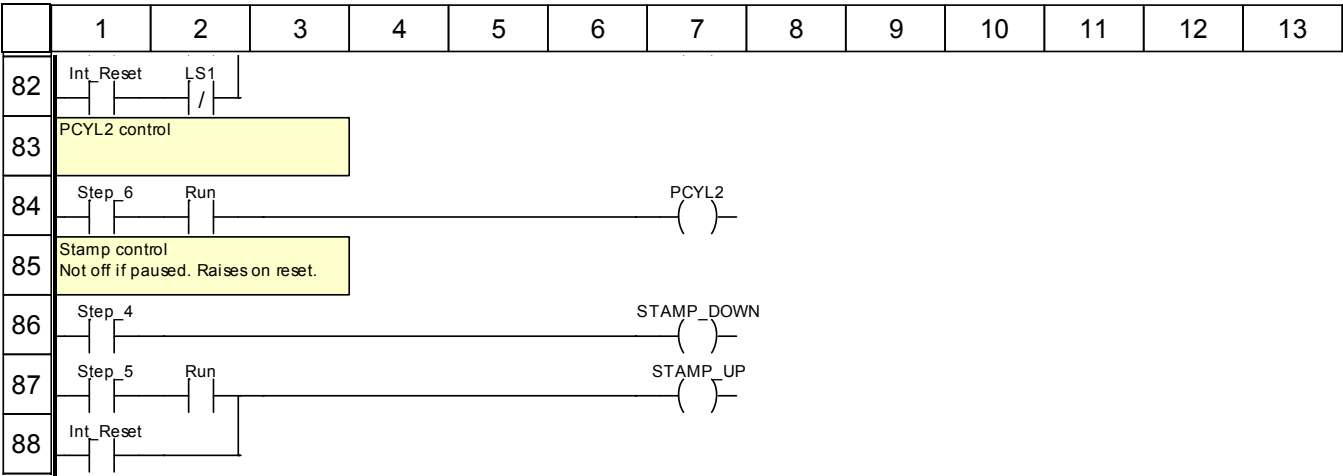 1 2 3 4 5 6 7 8 9 10 11 12 13
82 Int_Reset LS1
/
83 PCYL2 control
84 Step_6 Run PCYL2
85 Stamp control
Not off if paused. Raises on reset.
86 Step_4 STAMP_DOWN
87 Step_5 Run STAMP_UP
88 Int_Reset